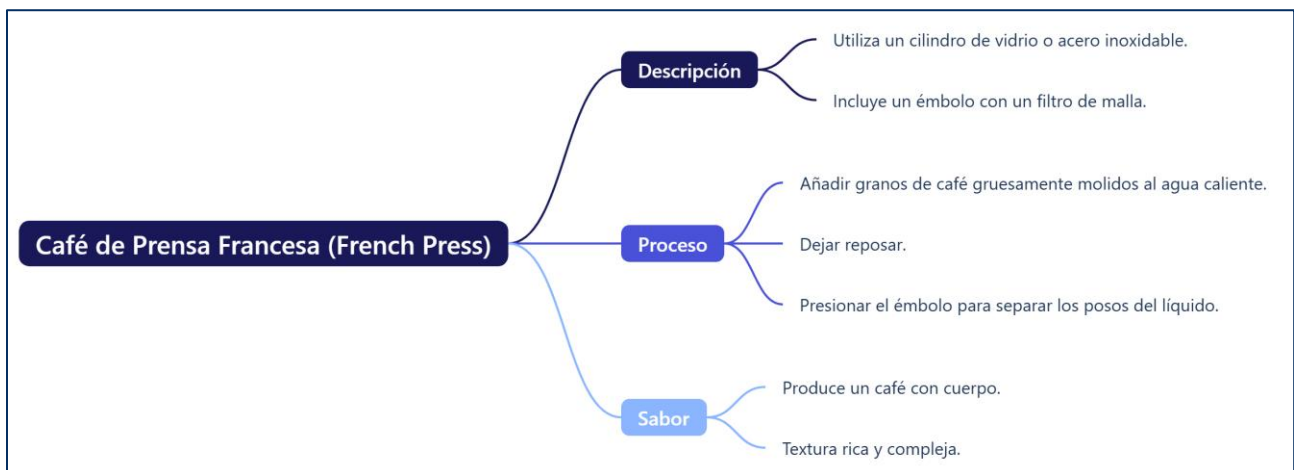 Café de Prensa Francesa (French Press)
Descripción
Utiliza un cilindro de vidrio o acero inoxidable.
Incluye un émbolo con un filtro de malla.
Proceso
Añadir granos de café gruesamente molidos al agua caliente.
Dejar reposar.
Presionar el émbolo para separar los posos del líquido.
Sabor
Produce un café con cuerpo.
Textura rica y compleja.